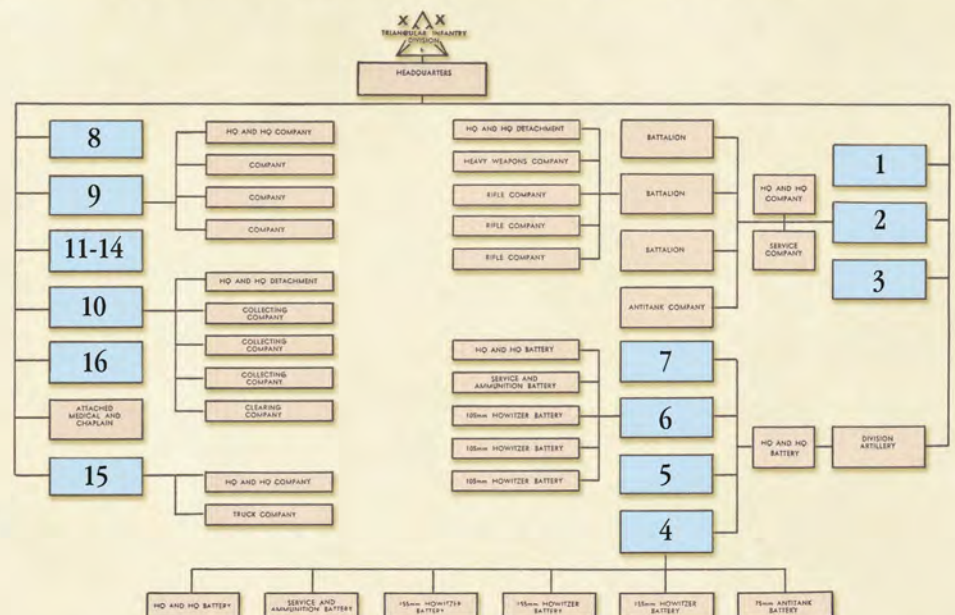 X X
TRIANGULAR INFANTRY
DIVISION
HEADQUARTERS
8
9
11-14
10
16
ATTACHED
MEDICAL AND
CHAPLAIN
15
HQ AND HQ COMPANY
COMPANY
COMPANY
COMPANY
HQ AND HQ DETACHMENT
COLLECTING
COMPANY
COLLECTING
COMPANY
COLLECTING
COMPANY
CLEARING
COMPANY
HQ AND HQ COMPANY
TRUCK COMPANY
HQ AND HQ DETACHMENT
HEAVY WEAPONS COMPANY
RIFLE COMPANY
RIFLE COMPANY
RIFLE COMPANY
BATTALION
BATTALION
BATTALION
ANTITANK COMPANY
HQ AND HQ
COMPANY
SERVICE
COMPANY
1
2
3
HQ AND HQ BATTERY
SERVICE AND
AMMUNITION BATTERY
105mm HOWITZER BATTERY
105mm HOWITZER BATTERY
105mm HOWITZER BATTERY
7
6
5
4
HQ AND HQ
BATTERY
DIVISION
ARTILLERY
HQ AND HQ BATTERY
SERVICE AND
AMMUNITION BATTERY
155mm HOWITZER
BATTERY
155mm HOWITZER
BATTERY
155mm HOWITZER
BATTERY
75mm ANTITANK
BATTERY